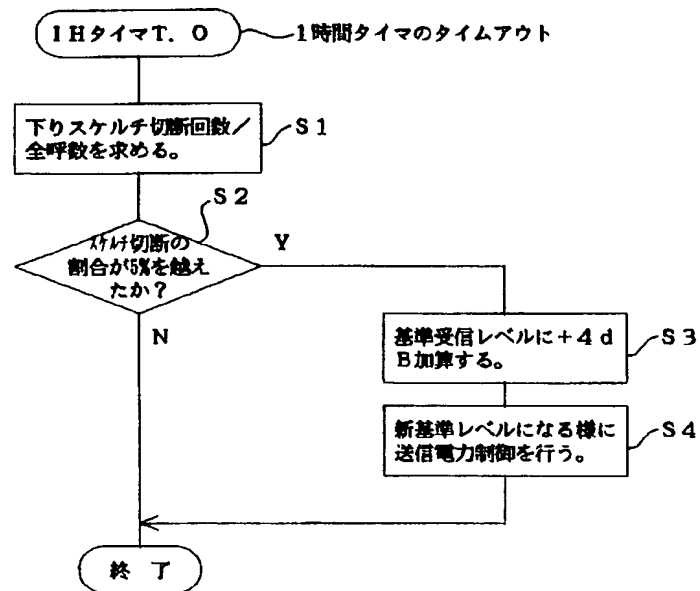 1HタイマT.O
1時間タイマのタイムアウト
下りスケルチ切断回数/
全呼数を求める。
S1
S2
スケルチ切断の
割合が5%を越え
たか?
Y
N
基準受信レベルに+4d
B加算する。
S3
新基準レベルになる様に
送信電力制御を行う。
S4
終 了